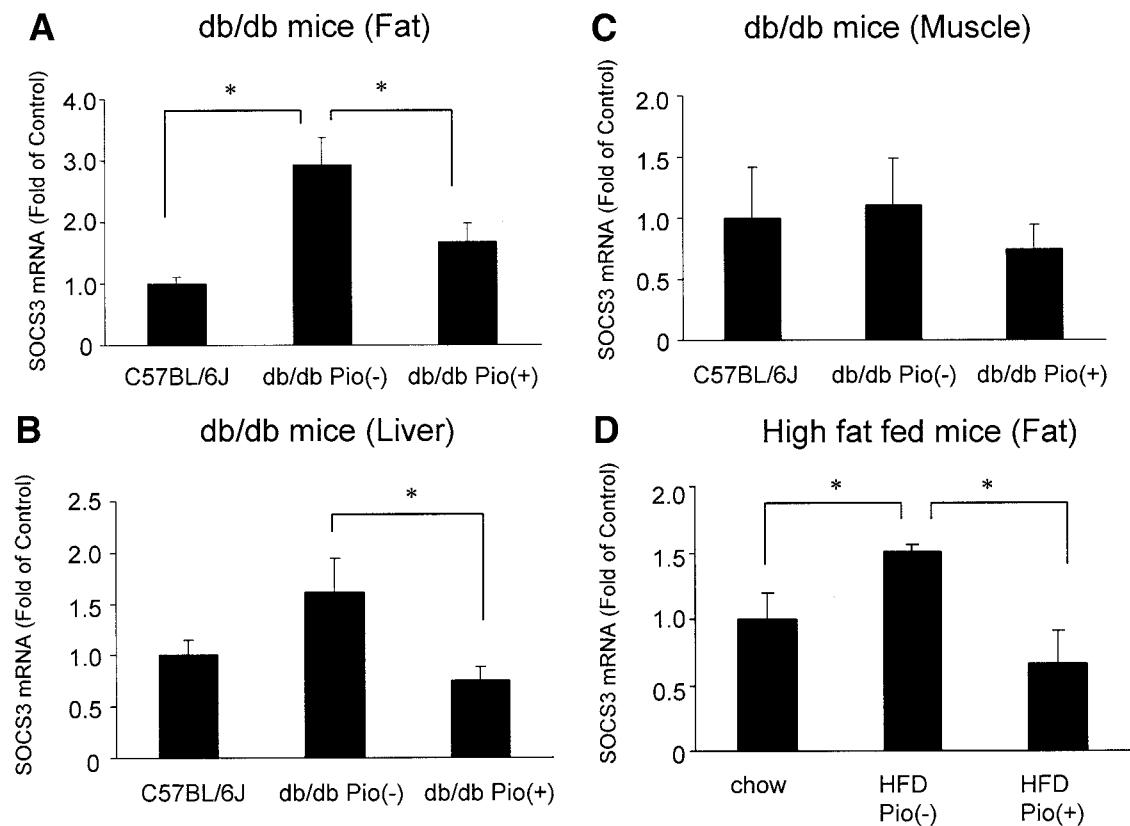 A
db/db mice (Fat)
SOCS3 mRNA (Fold of Control)
4.0
3.0
2.0
1.0
0
*
*
C57BL/6J
db/db Pio(-)
db/db Pio(+)
B
db/db mice (Liver)
SOCS3 mRNA (Fold of Control)
2.5
2.0
1.5
1.0
0.5
0
*
C57BL/6J
db/db Pio(-)
db/db Pio(+)
C
db/db mice (Muscle)
SOCS3 mRNA (Fold of Control)
2.0
1.5
1.0
0.5
0
C57BL/6J
db/db Pio(-)
db/db Pio(+)
D
High fat fed mice (Fat)
SOCS3 mRNA (Fold of Control)
2.0
1.5
1.0
0.5
0
*
*
chow
HFD
Pio(-)
HFD
Pio(+)